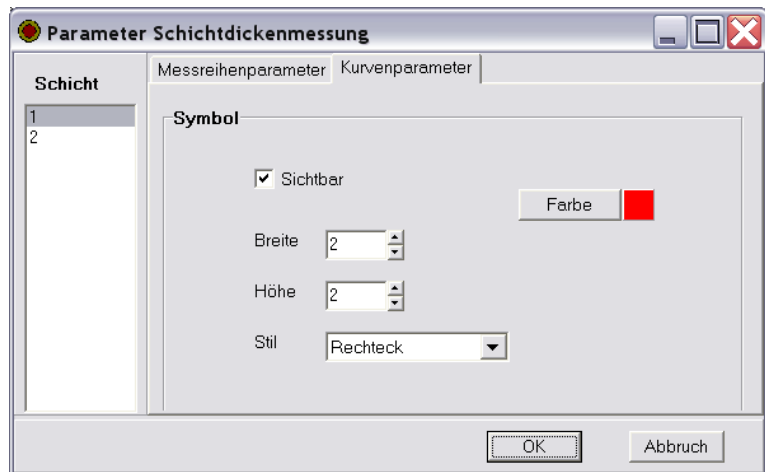 Parameter Schichtdickenmessung
Schicht
1
2
Messreihenparameter
Kurvenparameter
Symbol
Sichtbar
Farbe
Breite
2
Höhe
2
Stil
Rechteck
OK
Abbruch